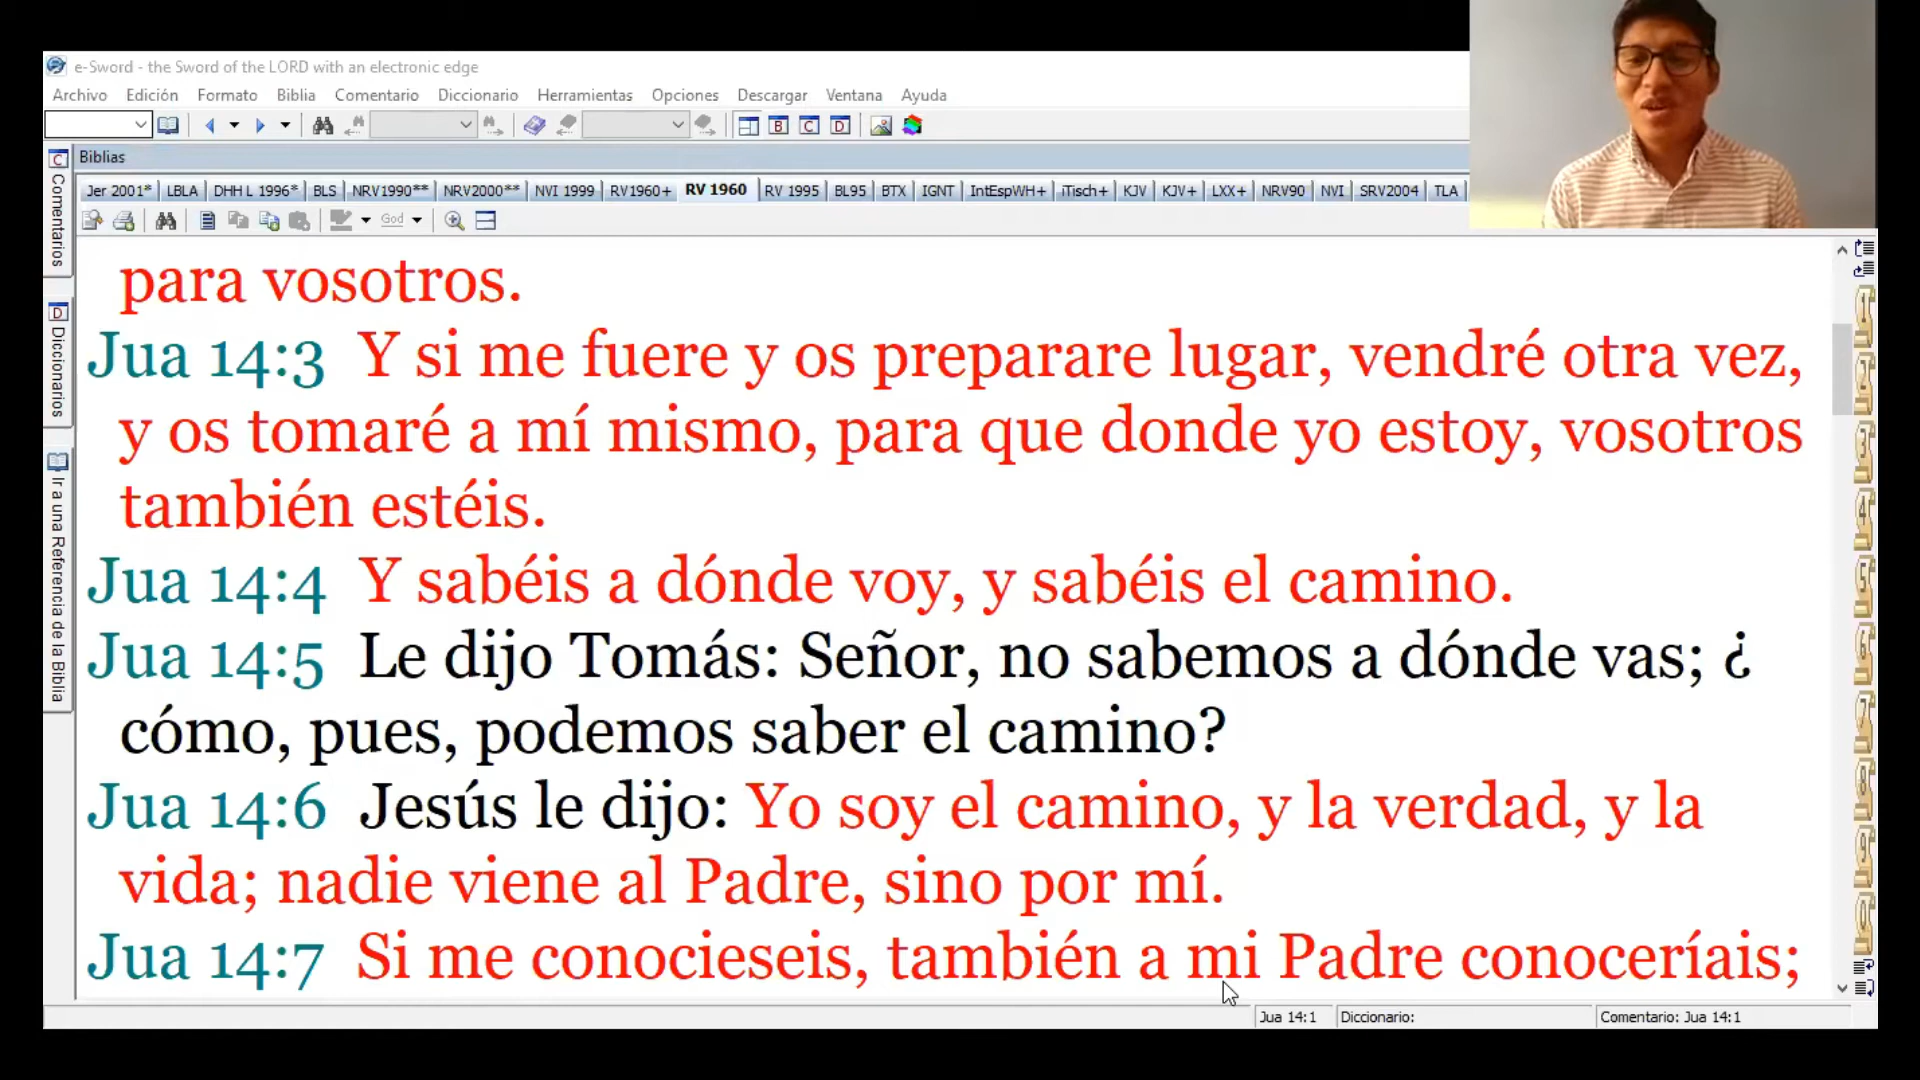 e-Sword - the Sword of the LORD with an electronic edge
Archivo Edición Formato Biblia Comentario Diccionario Herramientas Opciones Descargar Ventana Ayuda
B C D
Biblias
Jer 2001* LBLA DHH L 1996* BLS NRV1990** NRV2000** NVI 1999 RV1960+ RV 1960 RV 1995 BL95 BTX IGNT IntEspWH+ iTisch+ KJV KJV+ LXX+ NRV90 NVI SRV2004 TLA
God
C Comentarios
D Diccionarios
Ir a una Referencia de la Biblia
para vosotros.
Jua 14:3 Y si me fuere y os preparare lugar, vendré otra vez,
y os tomaré a mí mismo, para que donde yo estoy, vosotros
también estéis.
Jua 14:4 Y sabéis a dónde voy, y sabéis el camino.
Jua 14:5 Le dijo Tomás: Señor, no sabemos a dónde vas; ¿
cómo, pues, podemos saber el camino?
Jua 14:6 Jesús le dijo: Yo soy el camino, y la verdad, y la
vida; nadie viene al Padre, sino por mí.
Jua 14:7 Si me conocieseis, también a mi Padre conoceríais;
Jua 14:1 Diccionario: Comentario: Jua 14:1